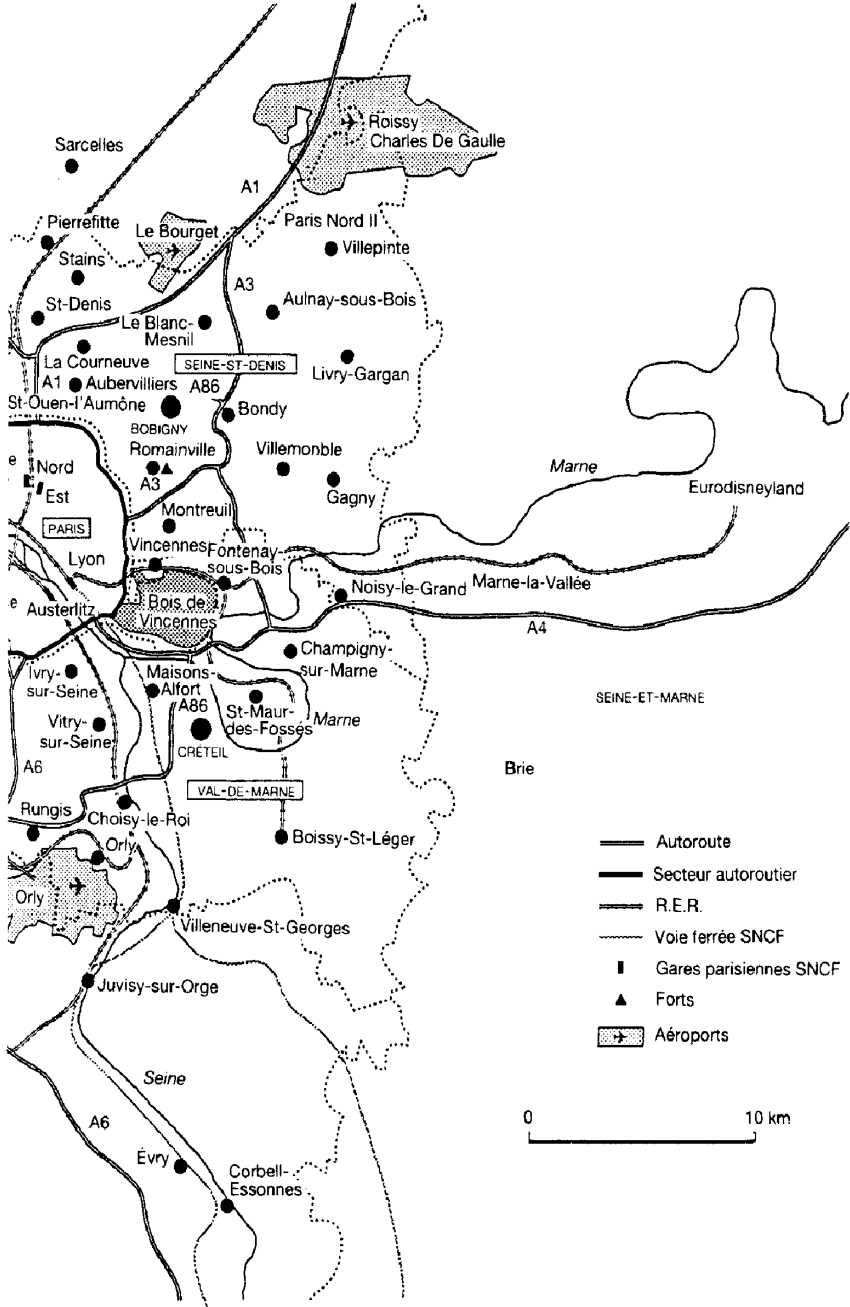 Roissy
Charles De Gaulle
Sarcelles
A1
Pierrefitte
Le Bourget
Paris Nord II
Villepinte
Stains
A3
St-Denis
Aulnay-sous-Bois
Le Blanc-
Mesnil
La Courneuve
SEINE-ST-DENIS
Livry-Gargan
A1
Aubervilliers
A86
St-Ouen-l'Aumône
Bondy
BOBIGNY
Romainville
Villemonble
Marne
e
Nord
A3
Gagny
Eurodisneyland
Est
Montreuil
PARIS
Vincennes
Fontenay-
sous-Bois
Lyon
Noisy-le-Grand
Marne-la-Vallée
e
Austerlitz
Bois de
Vincennes
A4
Champigny-
sur-Marne
Ivry-
sur-Seine
Maisons-
Alfort
A86
St-Maur-
des-Fossés
Marne
SEINE-ET-MARNE
Vitry-
sur-Seine
CRÉTEIL
A6
Brie
VAL-DE-MARNE
Rungis
Choisy-le-Roi
Orly
Boissy-St-Léger
Autoroute
Secteur autoroutier
Orly
R.E.R.
Villeneuve-St-Georges
Voie ferrée SNCF
Gares parisiennes SNCF
Juvisy-sur-Orge
Forts
Aéroports
Seine
A6
0 10 km
Évry
Corbell-
Essonnes